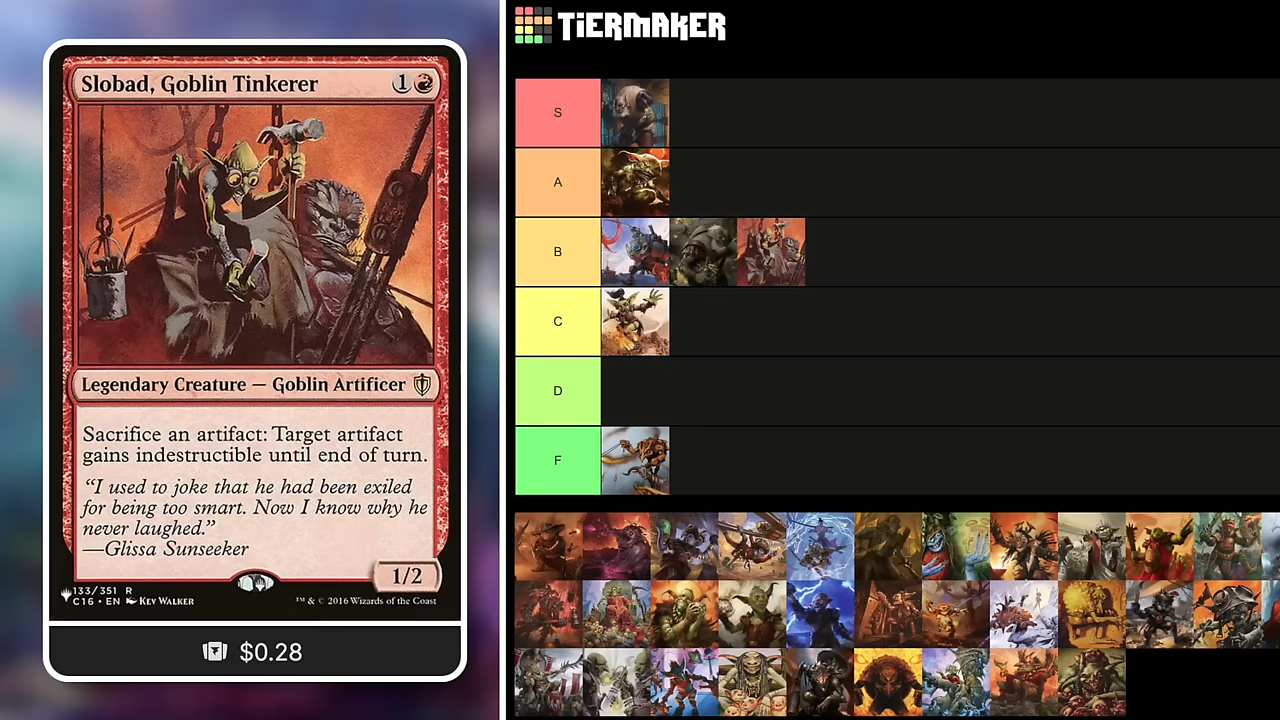 Slobad, Goblin Tinkerer 1
Legendary Creature — Goblin Artificer
Sacrifice an artifact: Target artifact
gains indestructible until end of turn.
“I used to joke that he had been exiled
for being too smart. Now I know why he
never laughed.”
—Glissa Sunseeker
1/2
133/351 R
C16 • EN Kev Walker
™ & © 2016 Wizards of the Coast
$0.28
TiERMAKER
S
A
B
C
D
F